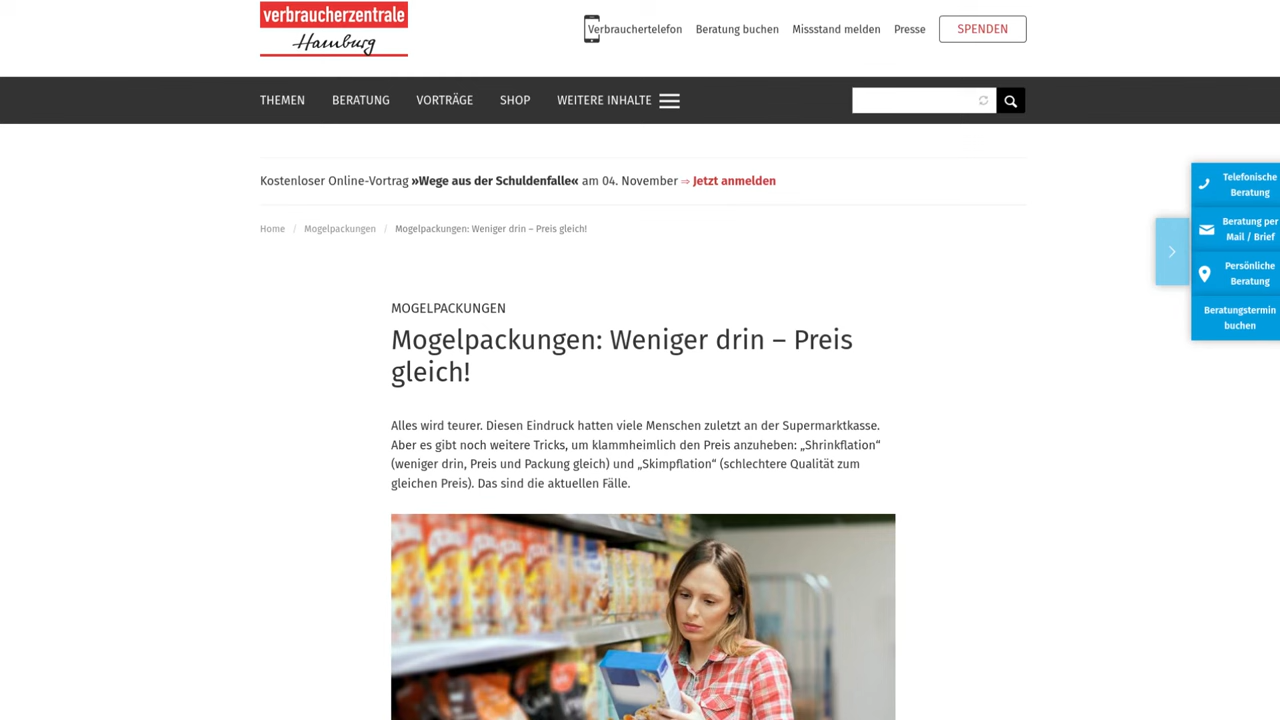 verbraucherzentrale
Hamburg
Verbrauchertelefon Beratung buchen Missstand melden Presse SPENDEN
THEMEN BERATUNG VORTRÄGE SHOP WEITERE INHALTE
Kostenloser Online-Vortrag »Wege aus der Schuldenfalle« am 04. November ⇒ Jetzt anmelden
Home / Mogelpackungen / Mogelpackungen: Weniger drin – Preis gleich!
Telefonische
Beratung
Beratung per
Mail / Brief
Persönliche
Beratung
Beratungstermin
buchen
MOGELPACKUNGEN
Mogelpackungen: Weniger drin – Preis
gleich!
Alles wird teurer. Diesen Eindruck hatten viele Menschen zuletzt an der Supermarktkasse.
Aber es gibt noch weitere Tricks, um klammheimlich den Preis anzuheben: „Shrinkflation“
(weniger drin, Preis und Packung gleich) und „Skimpflation“ (schlechtere Qualität zum
gleichen Preis). Das sind die aktuellen Fälle.